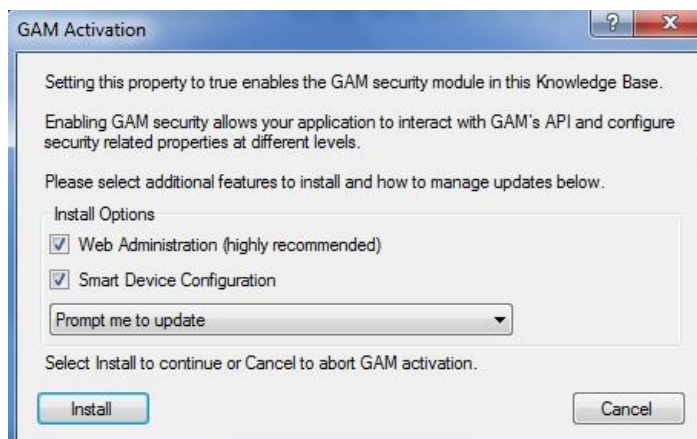 GAM Activation
Setting this property to true enables the GAM security module in this Knowledge Base.
Enabling GAM security allows your application to interact with GAM's API and configure
security related properties at different levels.
Please select additional features to install and how to manage updates below.
Install Options
Web Administration (highly recommended)
Smart Device Configuration
Prompt me to update
Select Install to continue or Cancel to abort GAM activation.
Install Cancel